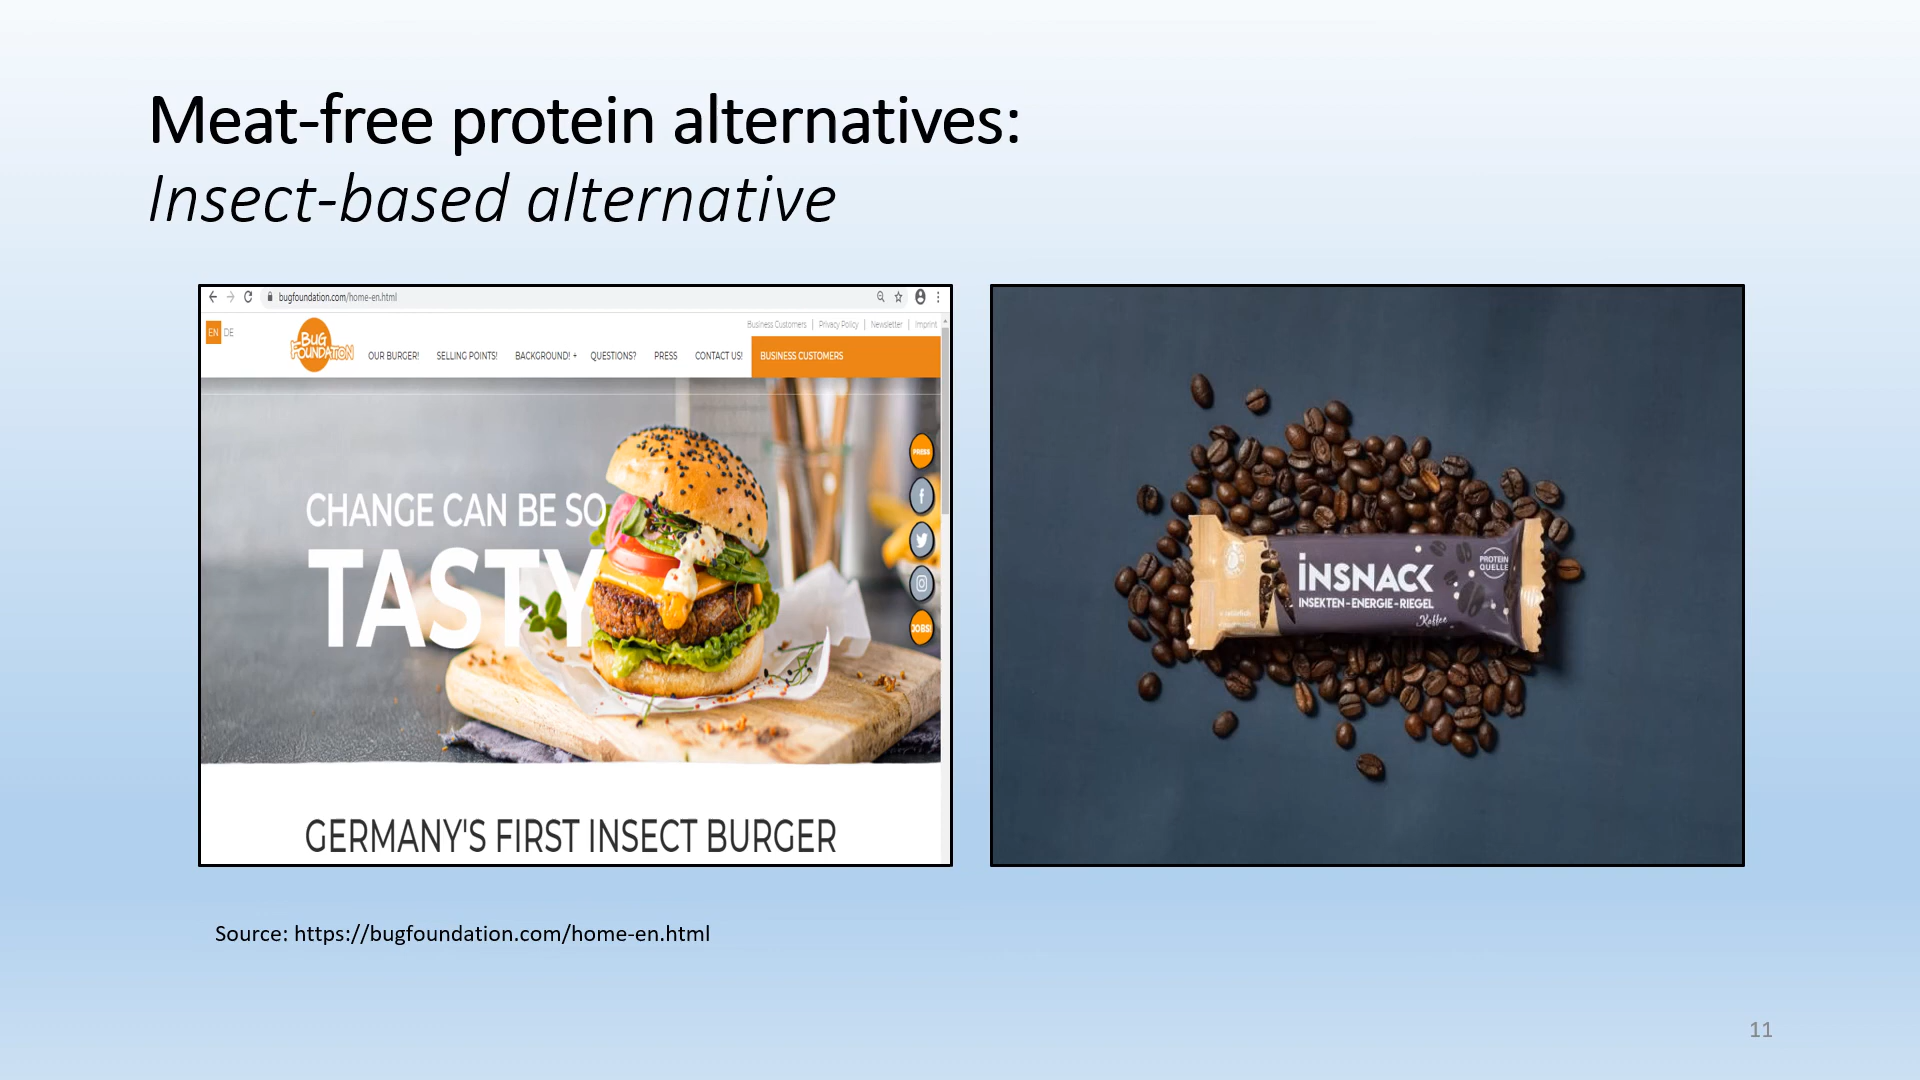 Meat-free protein alternatives:
Insect-based alternative
bugfoundation.com/home-en.html
EN DE
BUG
FOUNDATION
Business Customers | Privacy Policy | Newsletter | Imprint
OUR BURGER! SELLING POINTS! BACKGROUND! + QUESTIONS? PRESS CONTACT US! BUSINESS CUSTOMERS
PRESS
CHANGE CAN BE SO
TASTY
JOBS!
GERMANY'S FIRST INSECT BURGER
iNSNACK
INSEKTEN-ENERGIE-RIEGEL
Kaffee
PROTEIN
QUELLE
Source: https://bugfoundation.com/home-en.html
11